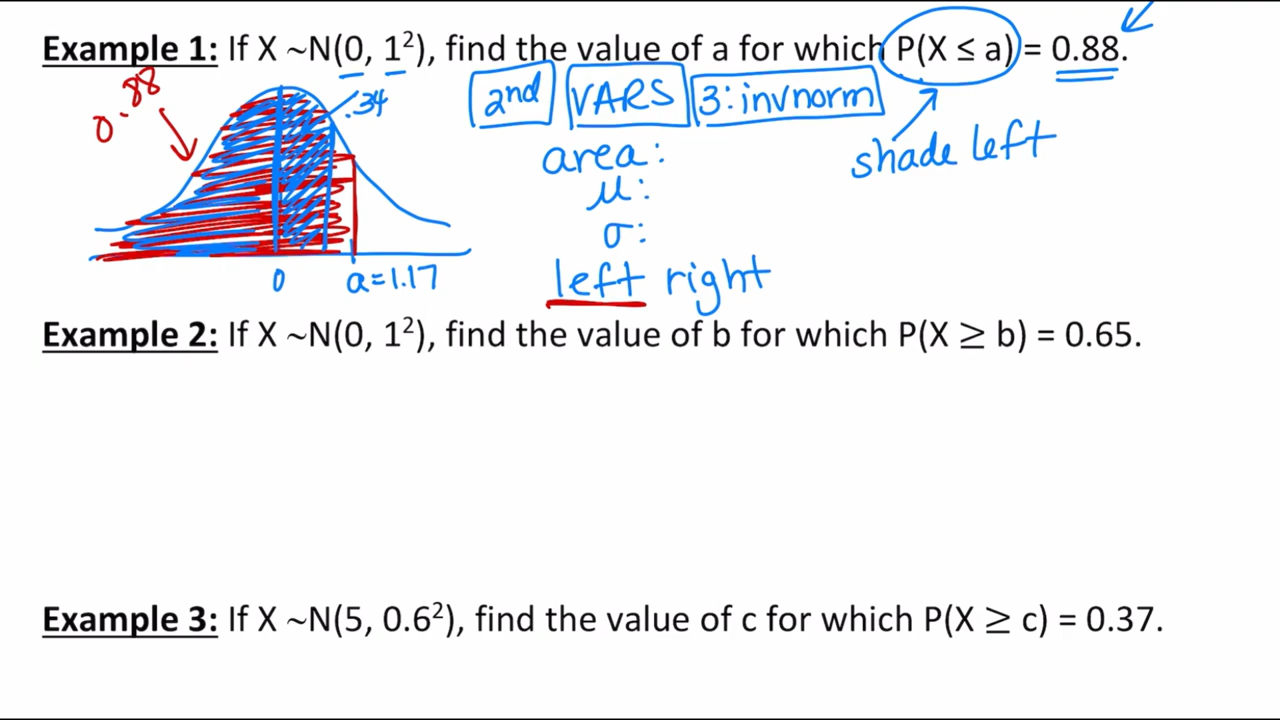 Example 1: If X ~N(0, 1²), find the value of a for which P(X ≤ a) = 0.88.
0.88
.34
2nd VARS 3: invnorm
shade left
area:
μ:
σ:
left right
0 a=1.17
Example 2: If X ~N(0, 1²), find the value of b for which P(X ≥ b) = 0.65.
Example 3: If X ~N(5, 0.6²), find the value of c for which P(X ≥ c) = 0.37.